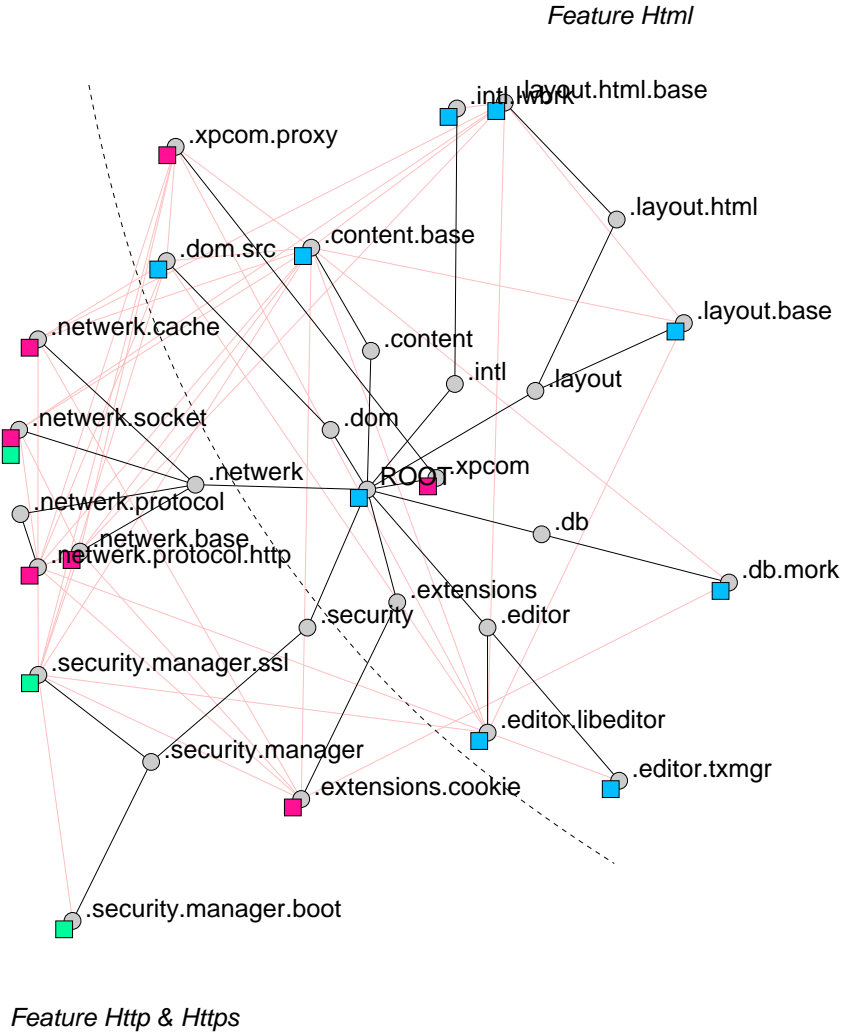 Feature Html
.intl.lwbrk
.layout.html.base
.xpcom.proxy
.layout.html
.dom.src
.content.base
.layout.base
.netwerk.cache
.content
.intl
.layout
.netwerk.socket
.dom
.netwerk
ROOT
.xpcom
.netwerk.protocol
.db
.netwerk.base
.netwerk.protocol.http
.db.mork
.extensions
.security
.editor
.security.manager.ssl
.editor.libeditor
.security.manager
.editor.txmgr
.extensions.cookie
.security.manager.boot
Feature Http & Https